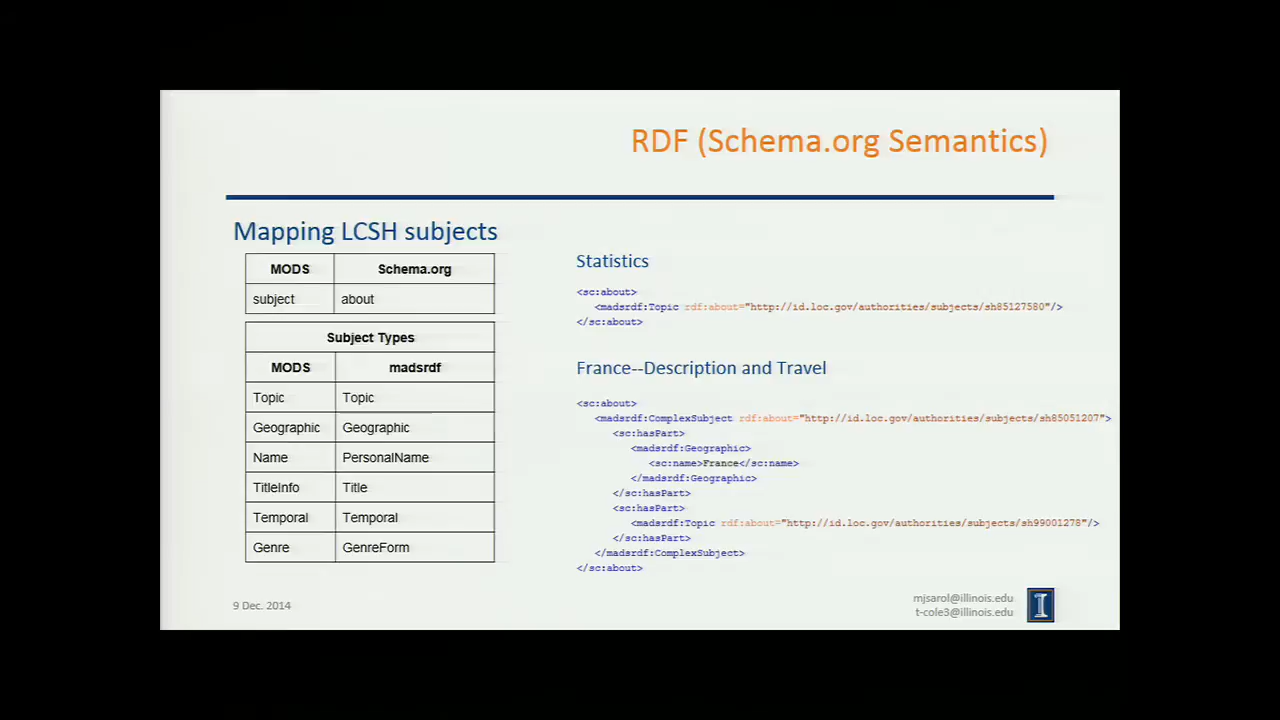 RDF (Schema.org Semantics)
Mapping LCSH subjects
MODS Schema.org
subject about
Subject Types
MODS madsrdf
Topic Topic
Geographic Geographic
Name PersonalName
TitleInfo Title
Temporal Temporal
Genre GenreForm
Statistics
<sc:about>
<madsrdf:Topic rdf:about="http://id.loc.gov/authorities/subjects/sh85127580"/>
</sc:about>
France--Description and Travel
<sc:about>
<madsrdf:ComplexSubject rdf:about="http://id.loc.gov/authorities/subjects/sh85051207">
<sc:hasPart>
<madsrdf:Geographic>
<sc:name>France</sc:name>
</madsrdf:Geographic>
</sc:hasPart>
<sc:hasPart>
<madsrdf:Topic rdf:about="http://id.loc.gov/authorities/subjects/sh99001278"/>
</sc:hasPart>
</madsrdf:ComplexSubject>
</sc:about>
9 Dec. 2014
mjsarol@illinois.edu
t-cole3@illinois.edu
I